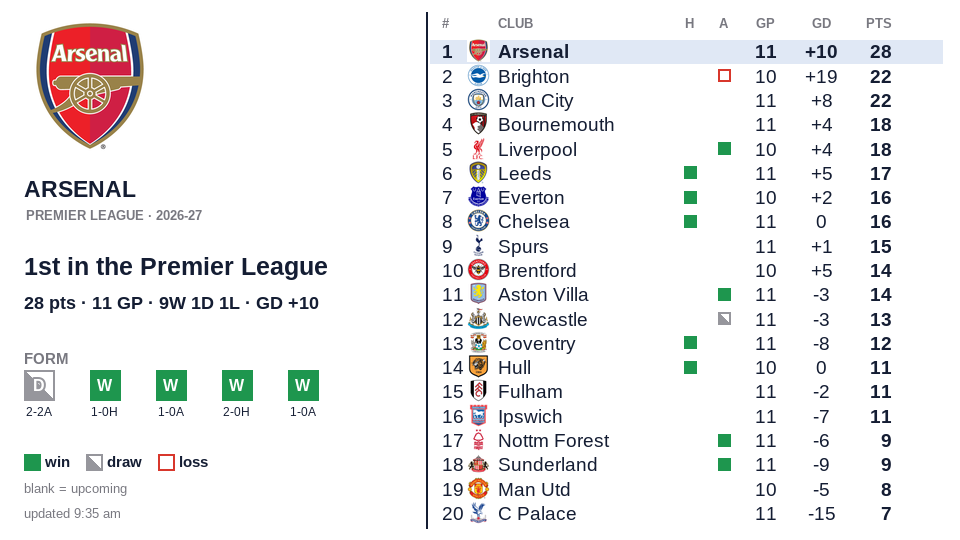 Arsenal
ARSENAL
PREMIER LEAGUE · 2026-27
1st in the Premier League
28 pts · 11 GP · 9W 1D 1L · GD +10
FORM
D W W W W
2-2A 1-0H 1-0A 2-0H 1-0A
win draw loss
blank = upcoming
updated 9:35 am
# CLUB H A GP GD PTS
1 Arsenal 11 +10 28
2 Brighton 10 +19 22
3 Man City 11 +8 22
4 Bournemouth 11 +4 18
5 Liverpool 10 +4 18
6 Leeds 11 +5 17
7 Everton 10 +2 16
8 Chelsea 11 0 16
9 Spurs 11 +1 15
10 Brentford 10 +5 14
11 Aston Villa 11 -3 14
12 Newcastle 11 -3 13
13 Coventry 11 -8 12
14 Hull 10 0 11
15 Fulham 11 -2 11
16 Ipswich 11 -7 11
17 Nottm Forest 11 -6 9
18 Sunderland 11 -9 9
19 Man Utd 10 -5 8
20 C Palace 11 -15 7